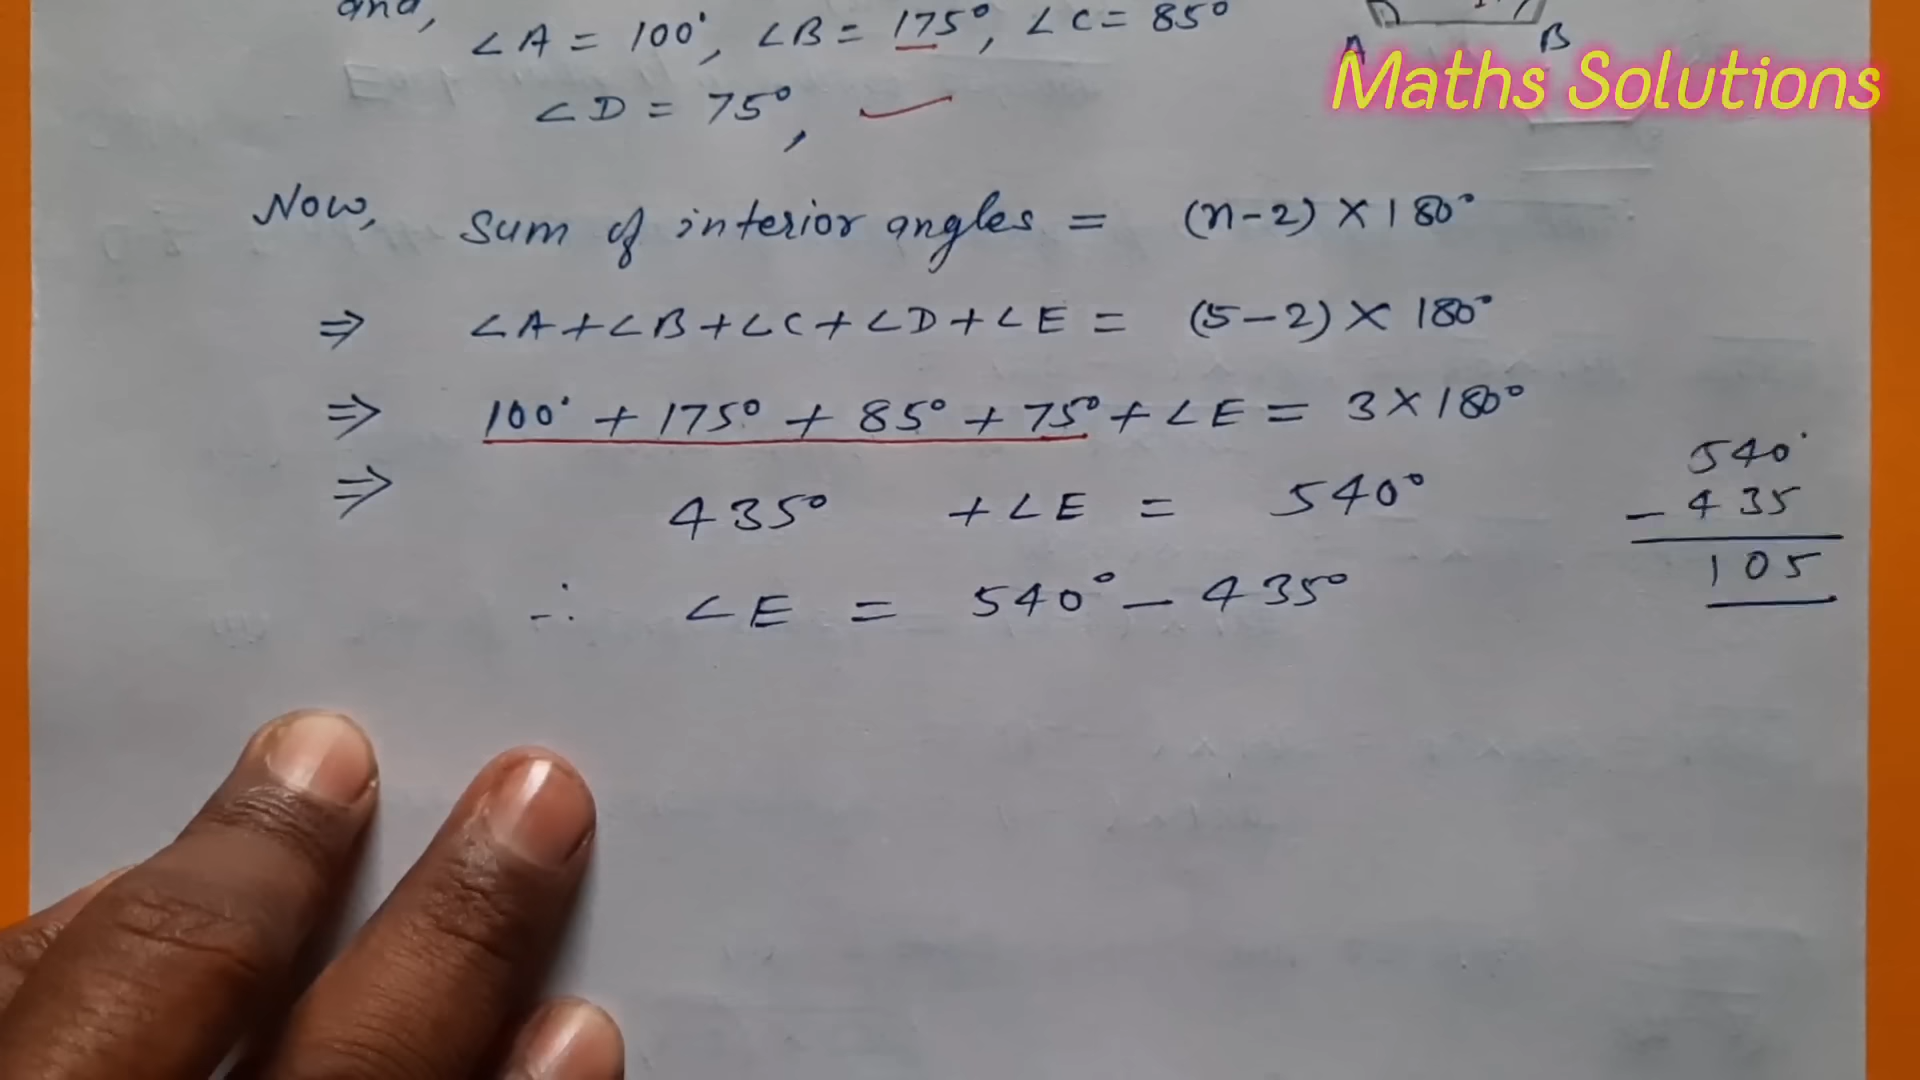 and,
∠A = 100°, ∠B = 175°, ∠C = 85°
A B
Maths Solutions
∠D = 75°,
Now, Sum of interior angles = (n-2) × 180°
⇒ ∠A + ∠B + ∠C + ∠D + ∠E = (5-2) × 180°
⇒ 100° + 175° + 85° + 75° + ∠E = 3 × 180°
⇒ 435° + ∠E = 540°
∴ ∠E = 540° - 435°
540°
- 435
105